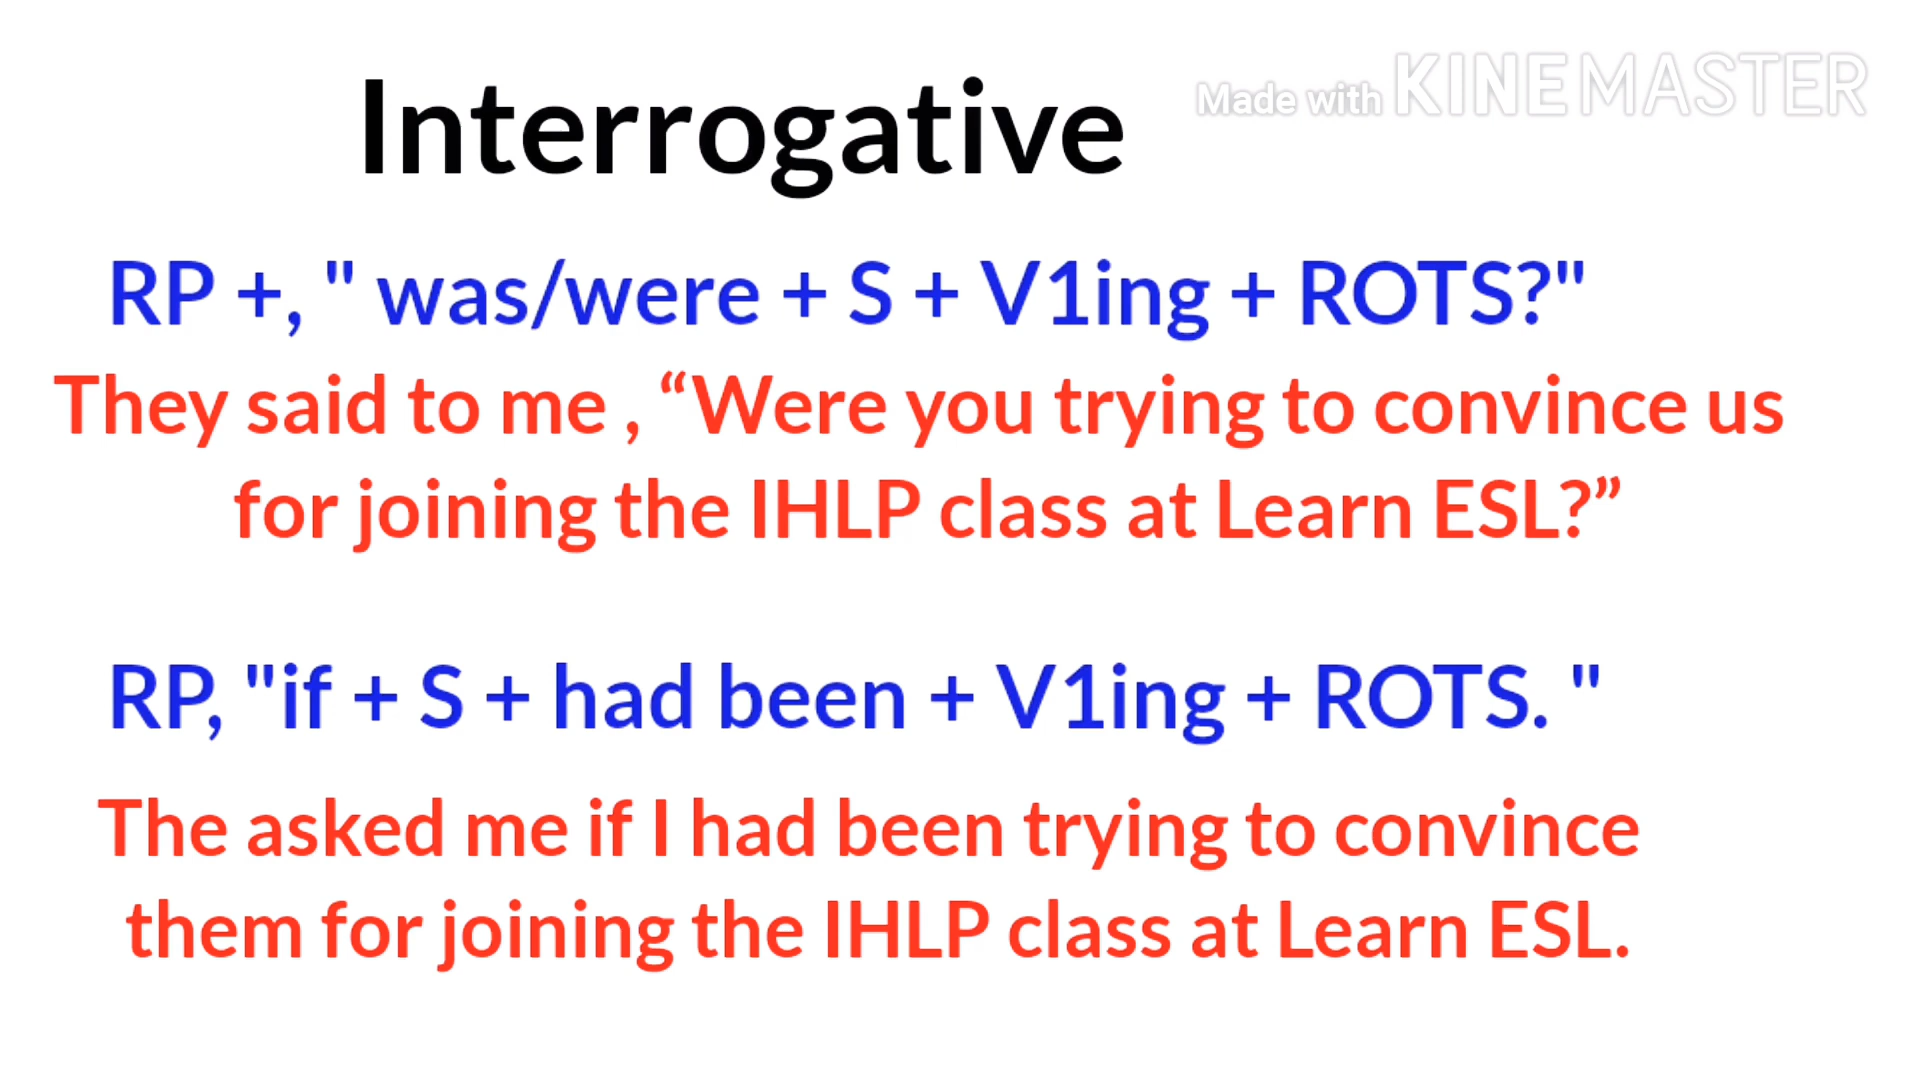 Interrogative
Made with KINEMASTER
RP +, " was/were + S + V1ing + ROTS?"
They said to me , “Were you trying to convince us
for joining the IHLP class at Learn ESL?”
RP, "if + S + had been + V1ing + ROTS. "
The asked me if I had been trying to convince
them for joining the IHLP class at Learn ESL.